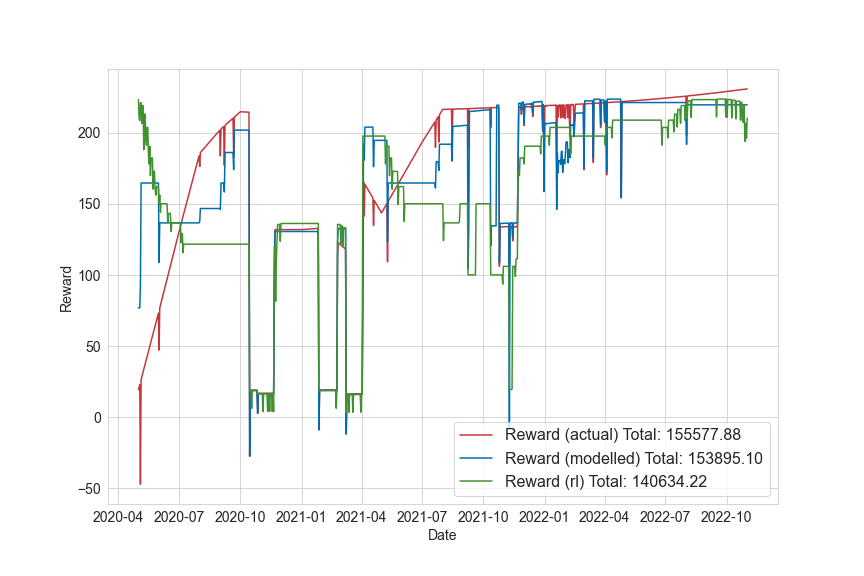 200
150
100
50
0
−50
Reward
Reward (actual) Total: 155577.88
Reward (modelled) Total: 153895.10
Reward (rl) Total: 140634.22
2020-04 2020-07 2020-10 2021-01 2021-04 2021-07 2021-10 2022-01 2022-04 2022-07 2022-10
Date